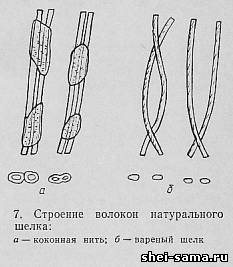 а
б
7. Строение волокон натурального
шелка:
а — коконная нить; б — вареный шелк
shei-sama.ru